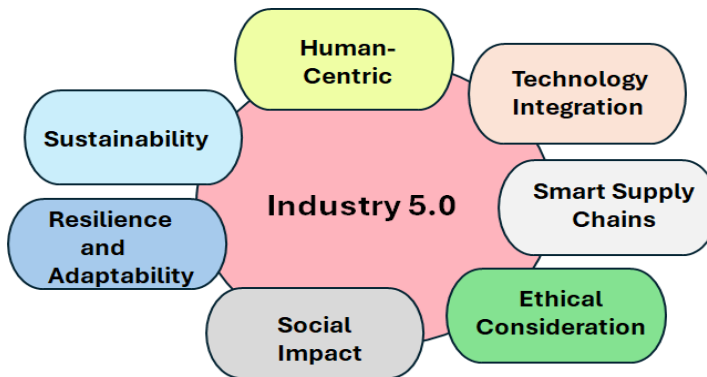 Human-
Centric
Technology
Integration
Sustainability
Industry 5.0
Smart Supply
Chains
Resilience
and
Adaptability
Ethical
Consideration
Social
Impact